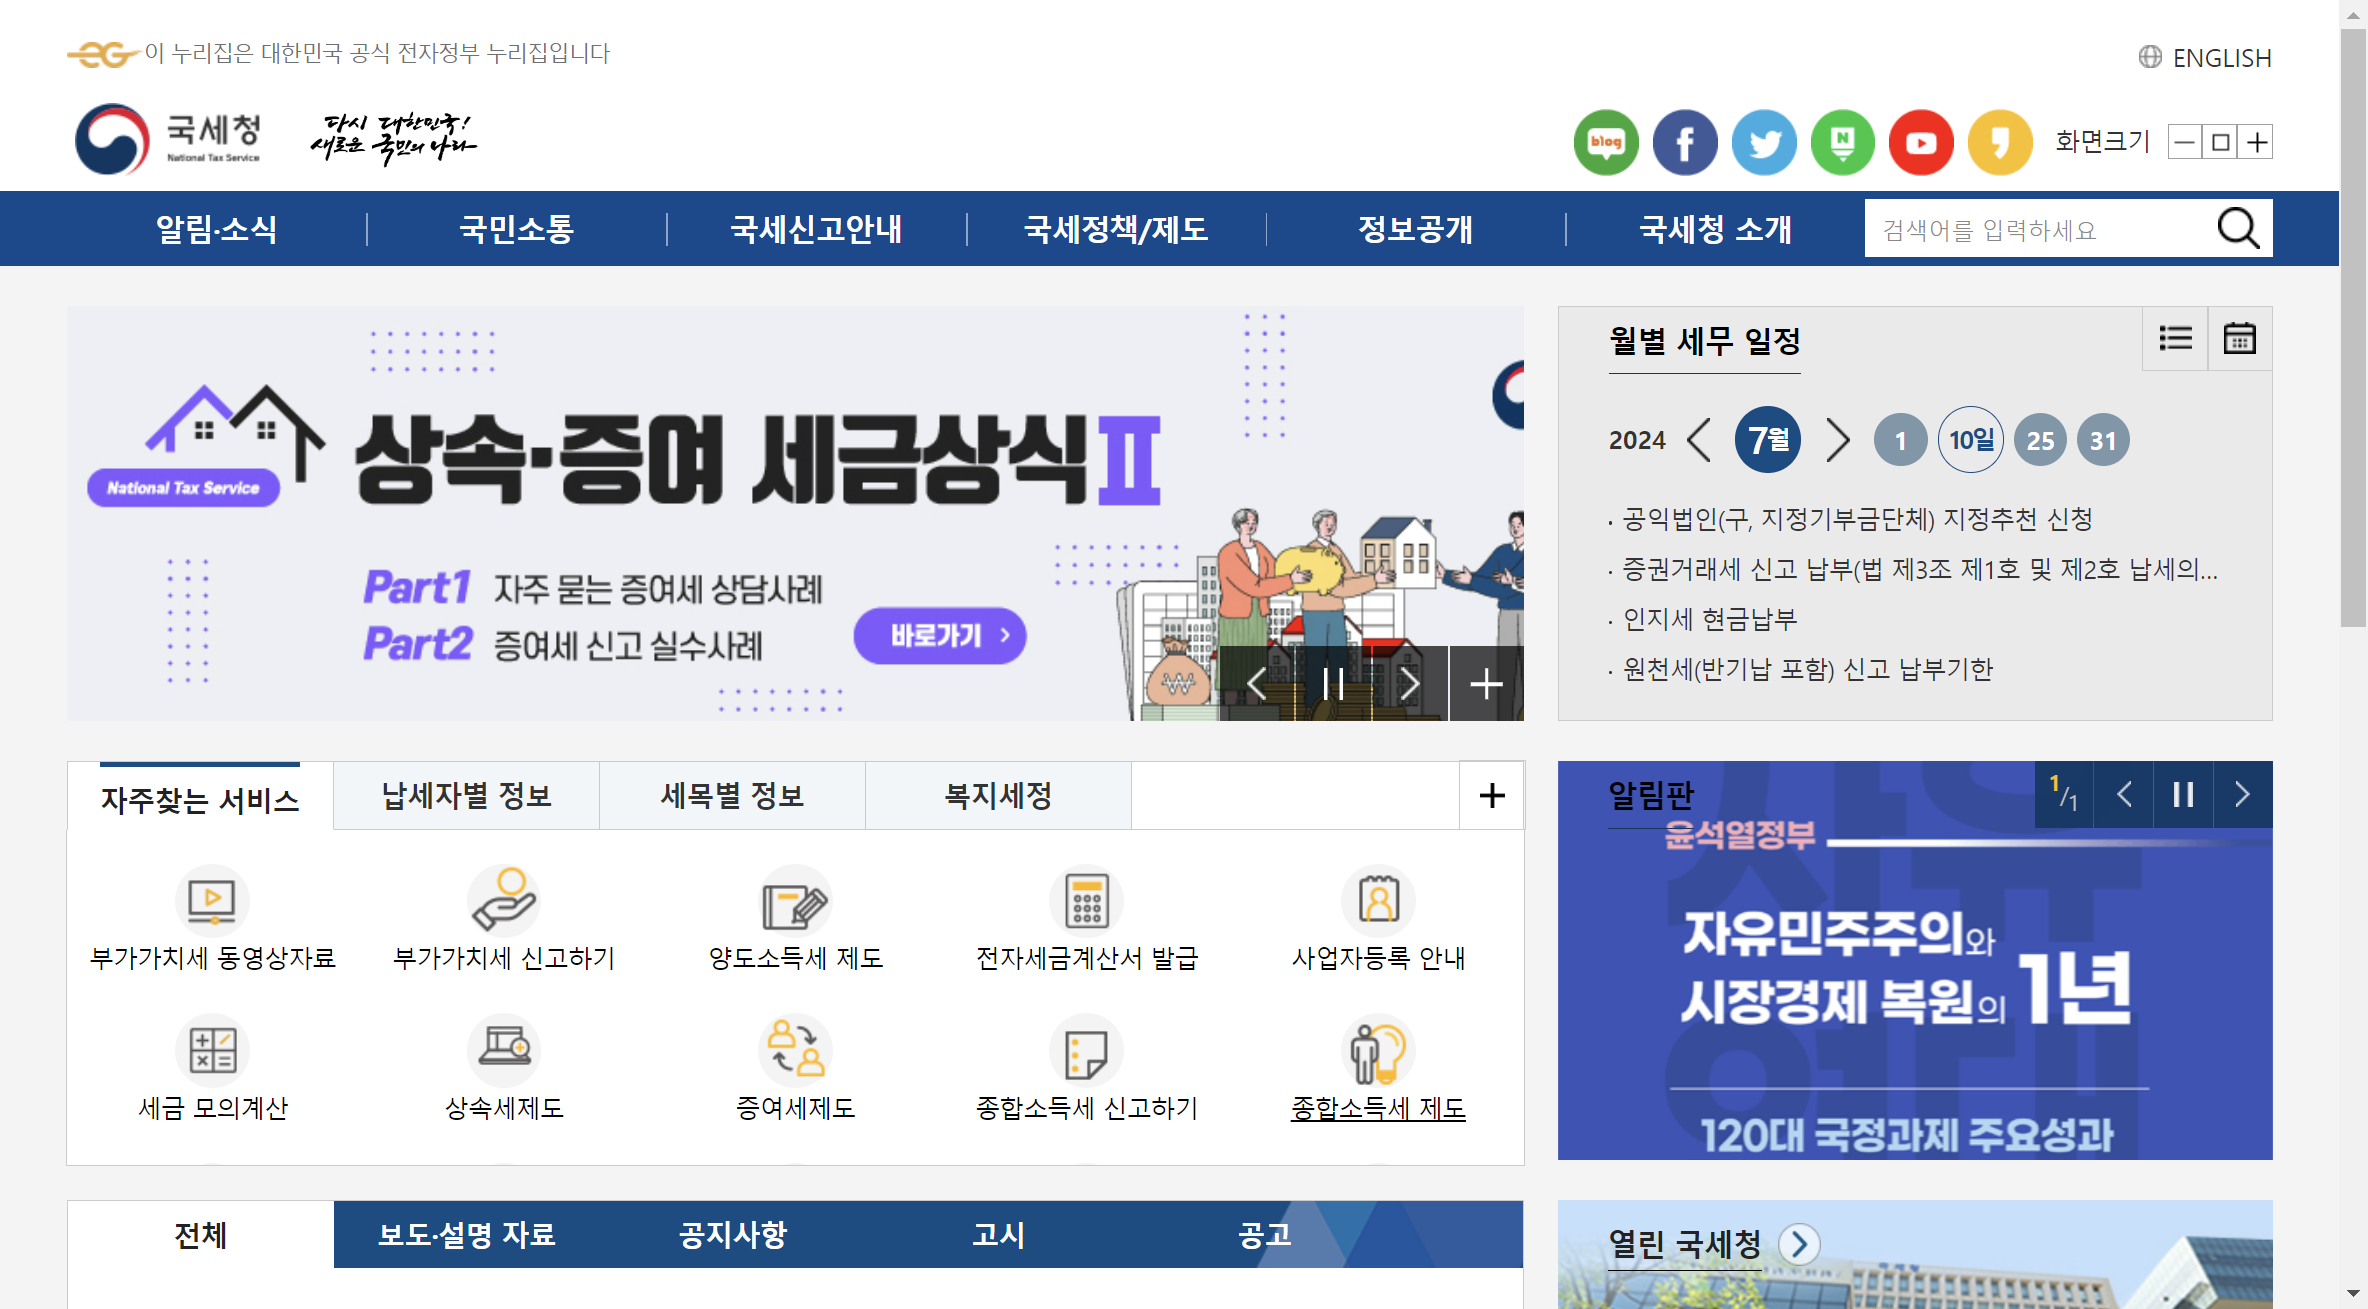 이 누리집은 대한민국 공식 전자정부 누리집입니다
ENGLISH
국세청
National Tax Service
다시 대한민국!
새로운 국민의 나라
blog
N
화면크기
알림·소식
국민소통
국세신고안내
국세정책/제도
정보공개
국세청 소개
검색어를 입력하세요
National Tax Service
상속·증여 세금상식Ⅱ
Part1 자주 묻는 증여세 상담사례
Part2 증여세 신고 실수사례
바로가기
월별 세무 일정
2024 7월 1 10일 25 31
· 공익법인(구, 지정기부금단체) 지정추천 신청
· 증권거래세 신고 납부(법 제3조 제1호 및 제2호 납세의...
· 인지세 현금납부
· 원천세(반기납 포함) 신고 납부기한
자주찾는 서비스
납세자별 정보
세목별 정보
복지세정
부가가치세 동영상자료
부가가치세 신고하기
양도소득세 제도
전자세금계산서 발급
사업자등록 안내
세금 모의계산
상속세제도
증여세제도
종합소득세 신고하기
종합소득세 제도
알림판
1/1
윤석열정부
자유민주주의와
시장경제 복원의 1년
120대 국정과제 주요성과
전체
보도·설명 자료
공지사항
고시
공고
열린 국세청